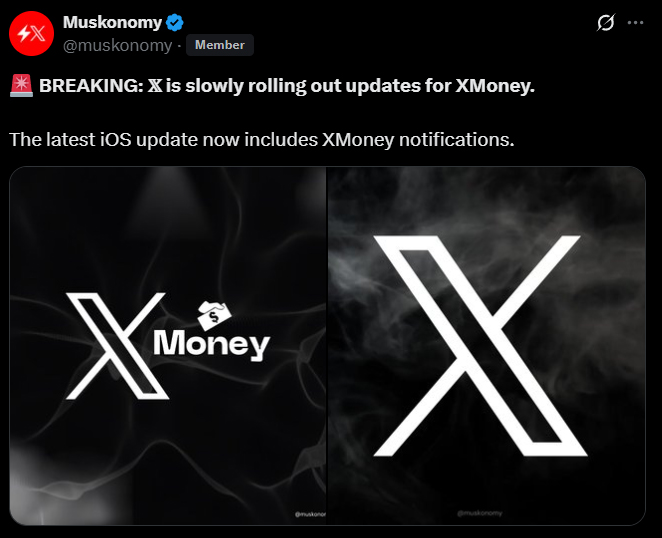 Muskonomy
@muskonomy · Member
🚨 BREAKING: 𝕏 is slowly rolling out updates for XMoney.
The latest iOS update now includes XMoney notifications.
X Money
$
X
@muskonomy